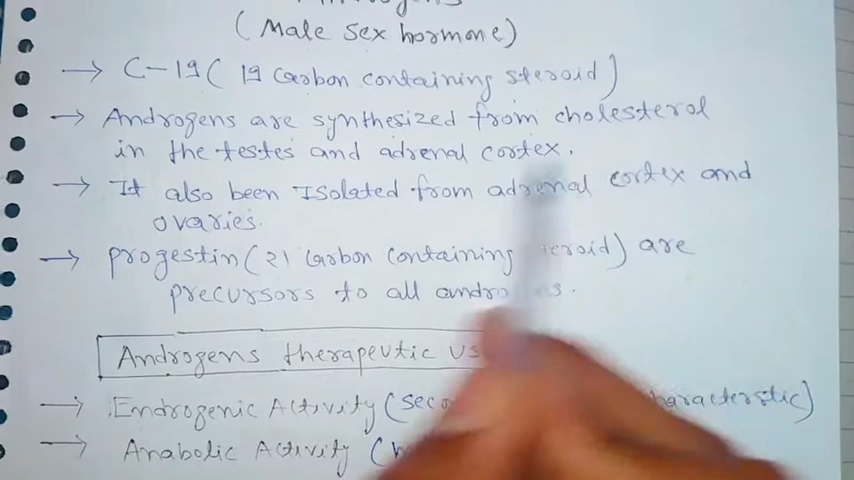 (Male sex hormone)
→ C-19 ( 19 Carbon containing steroid)
→ Androgens are synthesized from cholesterol
in the testes and adrenal cortex.
→ It also been Isolated from adrenal cortex and
ovaries.
→ progestin (21 Carbon containing steroid) are
precursors to all
Androgens therapeutic
→ Endrogenic Activity (
→ Anabolic Activity (